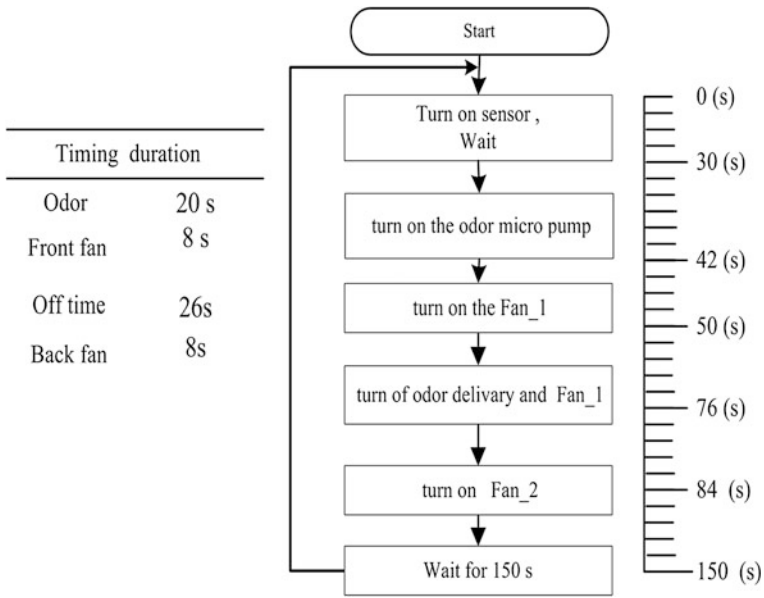 Start
Turn on sensor ,
Wait
turn on the odor micro pump
turn on the Fan_1
turn of odor delivary and Fan_1
turn on Fan_2
Wait for 150 s
Timing duration
Odor 20 s
Front fan 8 s
Off time 26s
Back fan 8s
0 (s)
30 (s)
42 (s)
50 (s)
76 (s)
84 (s)
150 (s)